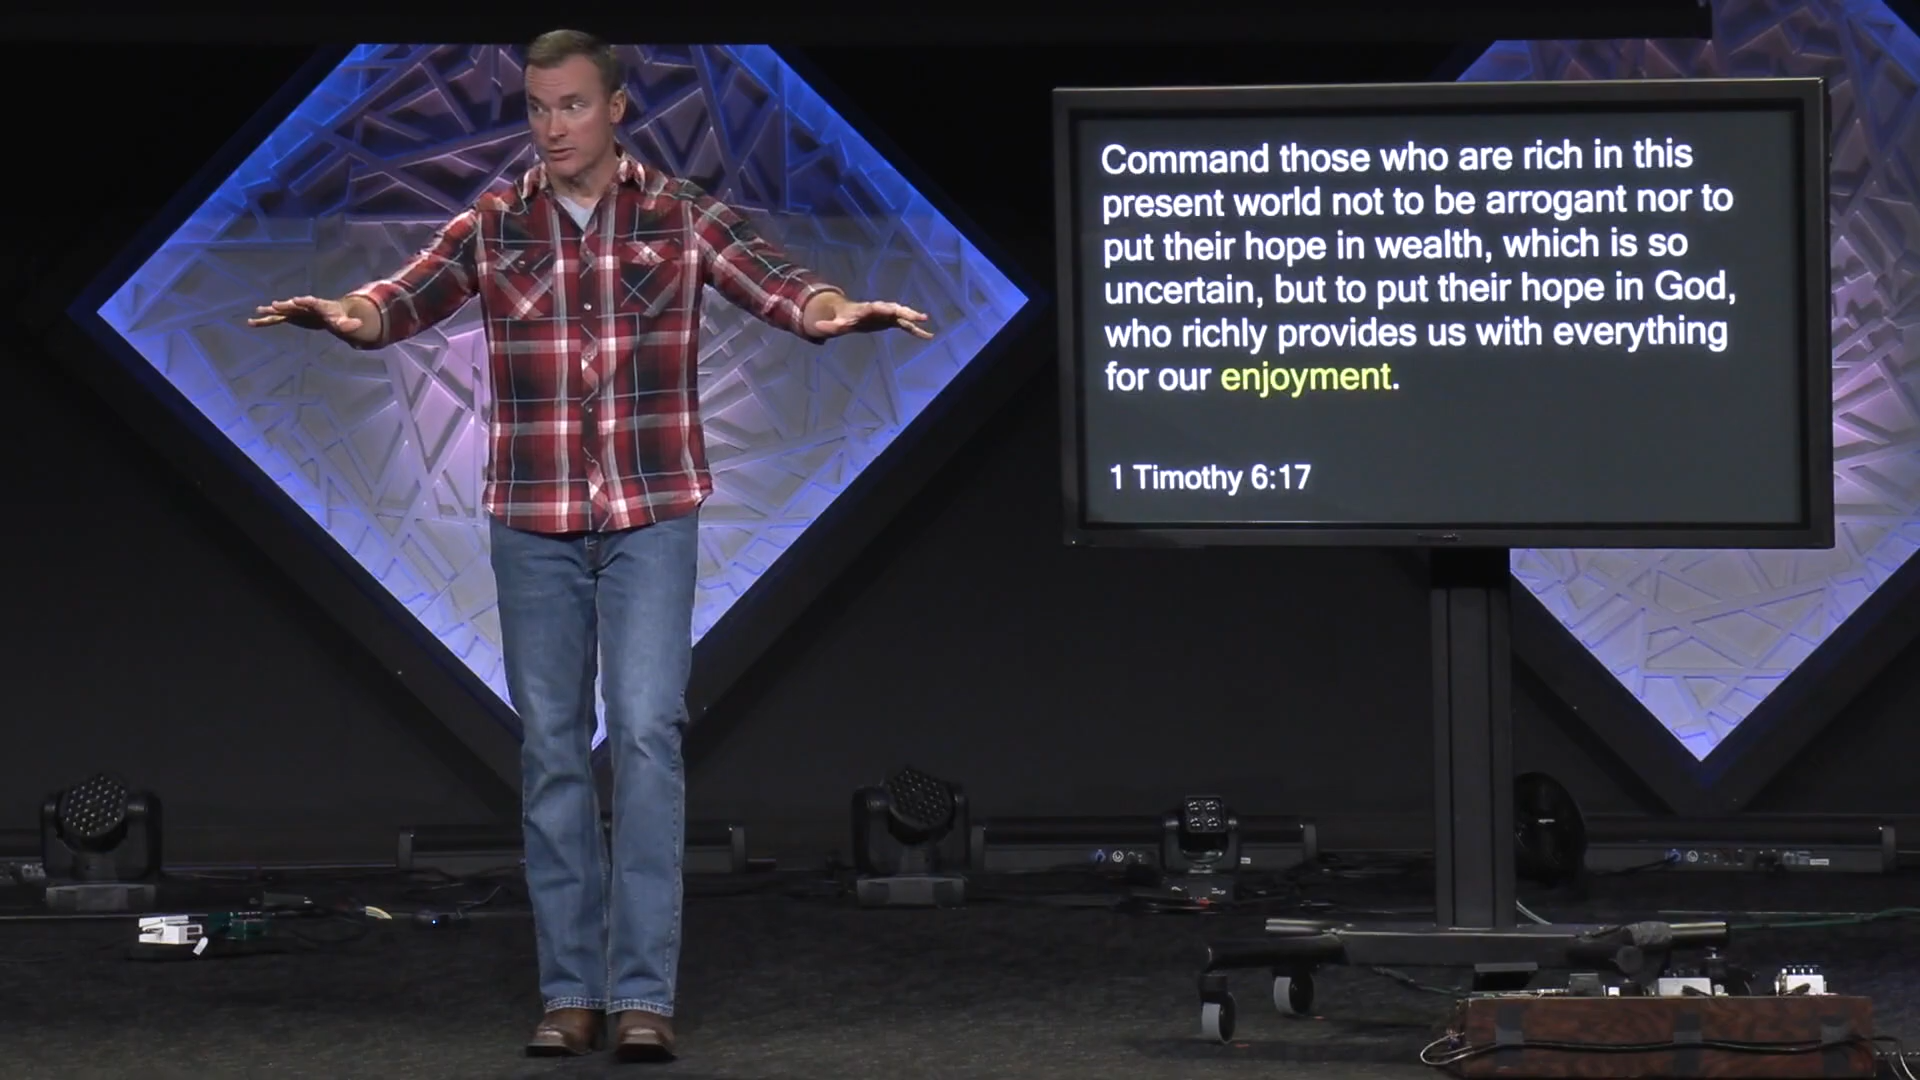 Command those who are rich in this
present world not to be arrogant nor to
put their hope in wealth, which is so
uncertain, but to put their hope in God,
who richly provides us with everything
for our enjoyment.
1 Timothy 6:17